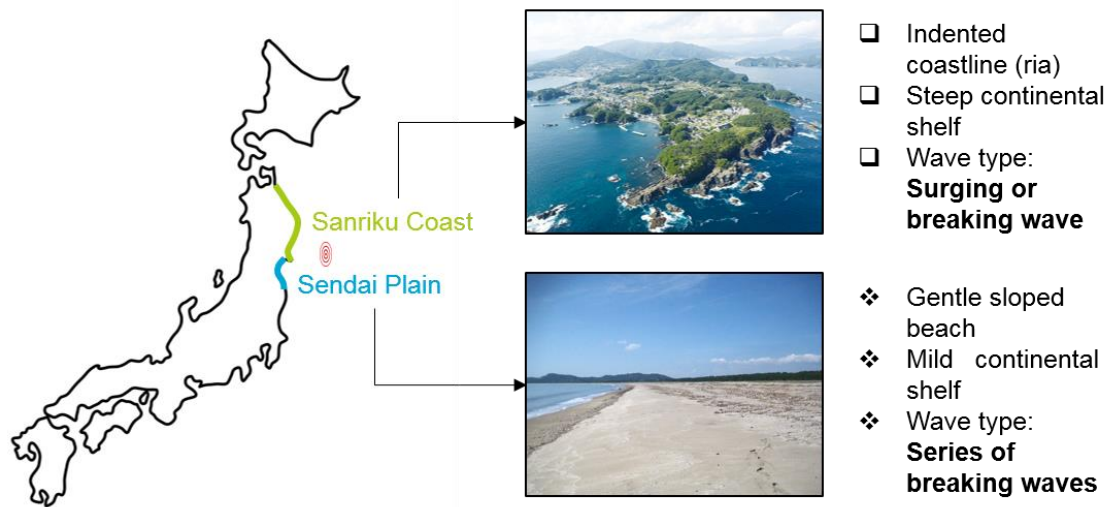 Sanriku Coast
Sendai Plain
❑ Indented
coastline (ria)
❑ Steep continental
shelf
❑ Wave type:
Surging or
breaking wave
❖ Gentle sloped
beach
❖ Mild continental
shelf
❖ Wave type:
Series of
breaking waves